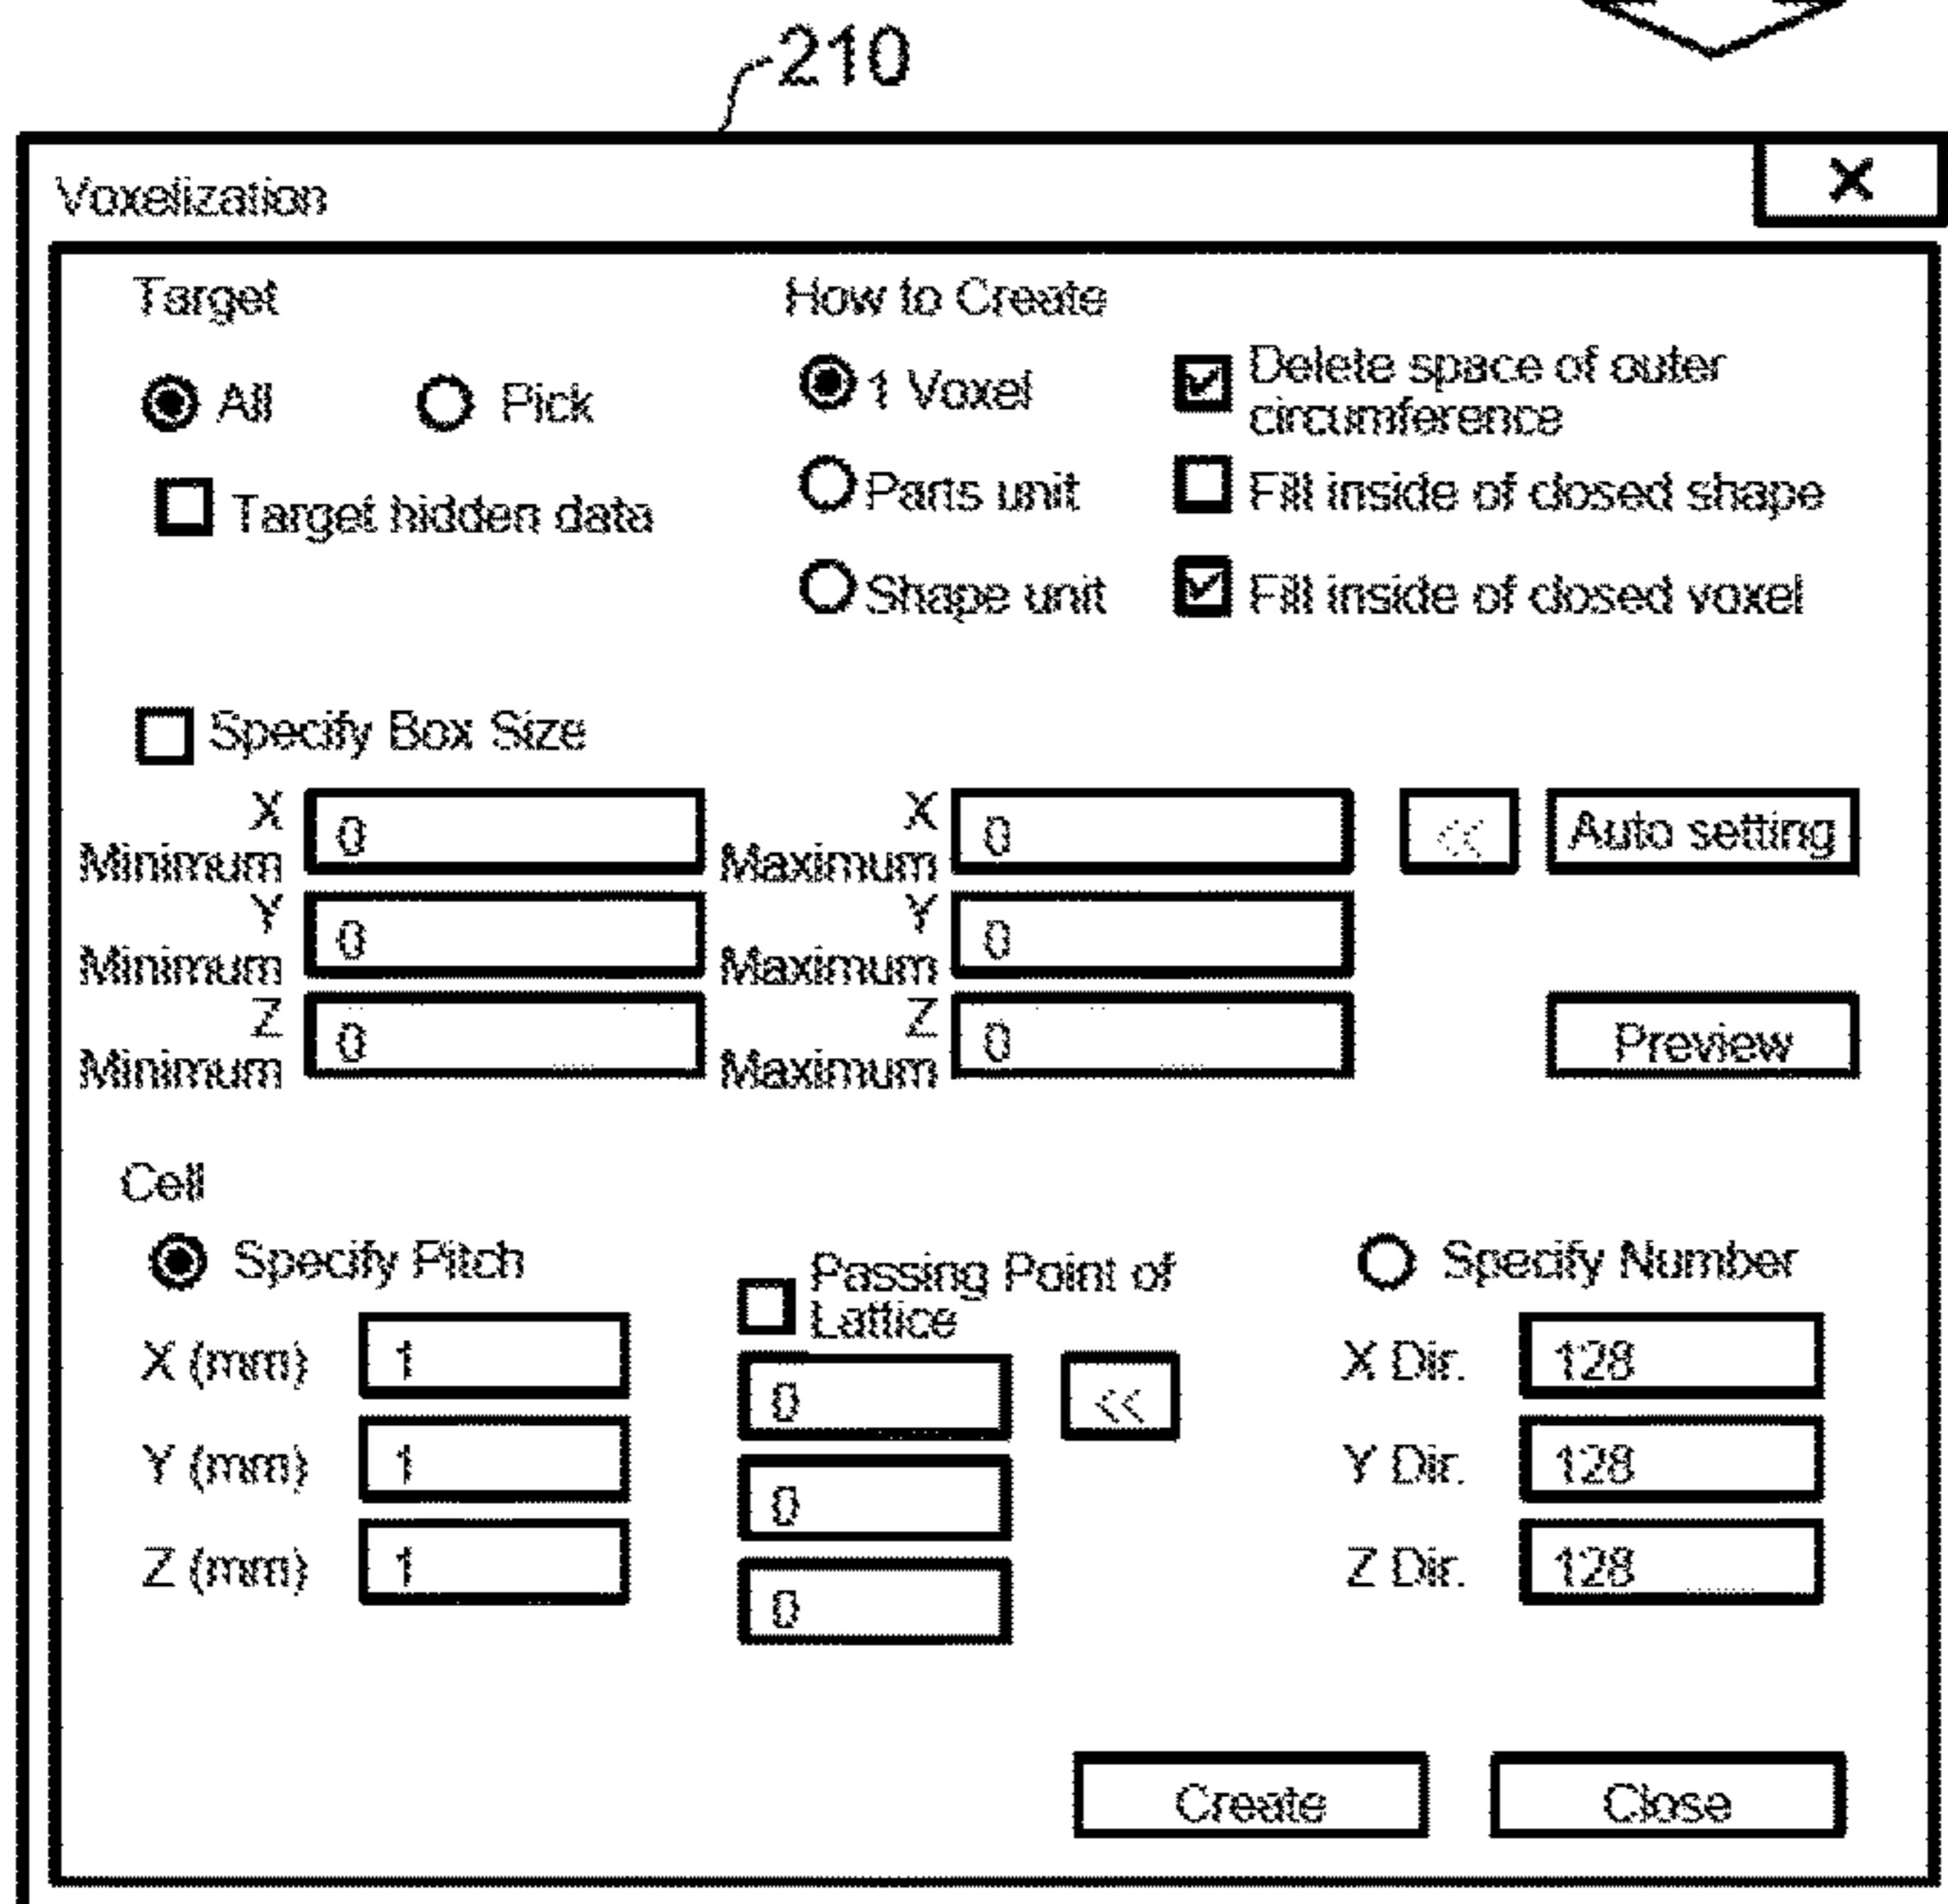 210
Voxelization
×
Target
How to Create
All
Pick
1 Voxel
Delete space of outer
circumference
Target hidden data
Parts unit
Fill inside of closed shape
Shape unit
Fill inside of closed voxel
Specify Box Size
X
Minimum
0
X
Maximum
0
<<
Auto setting
Y
Minimum
0
Y
Maximum
0
Z
Minimum
0
Z
Maximum
0
Preview
Cell
Specify Pitch
Passing Point of
Lattice
Specify Number
X (mm)
1
0
<<
X Dir.
128
Y (mm)
1
0
Y Dir.
128
Z (mm)
1
0
Z Dir.
128
Create
Close